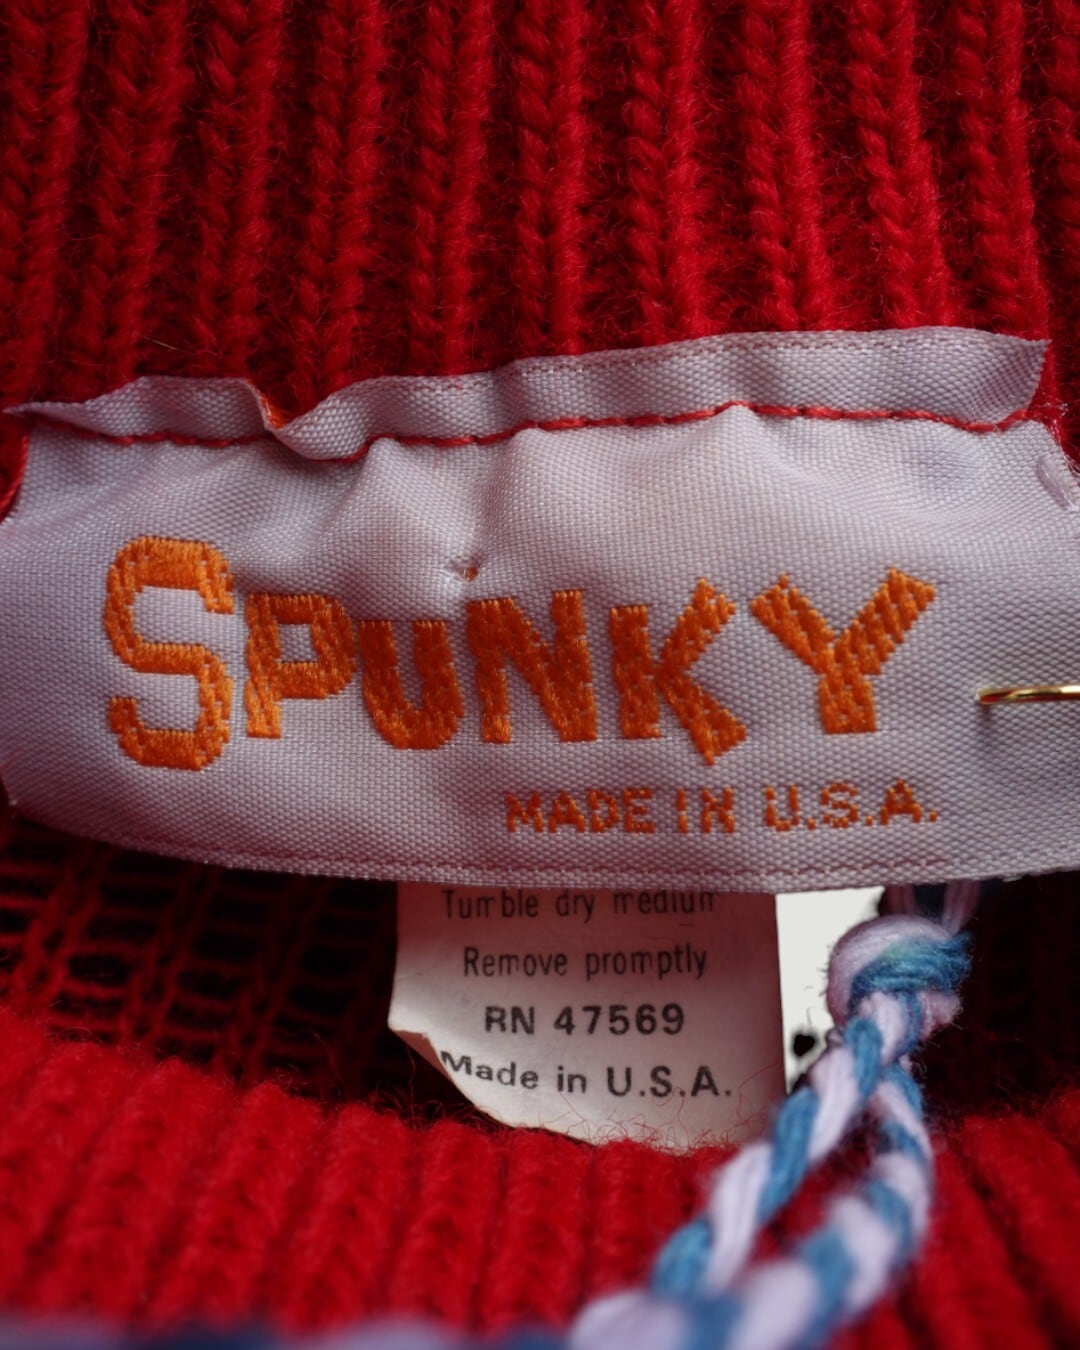 SPUNKY
MADE IN U.S.A.
Tumble dry medium
Remove promptly
RN 47569
Made in U.S.A.